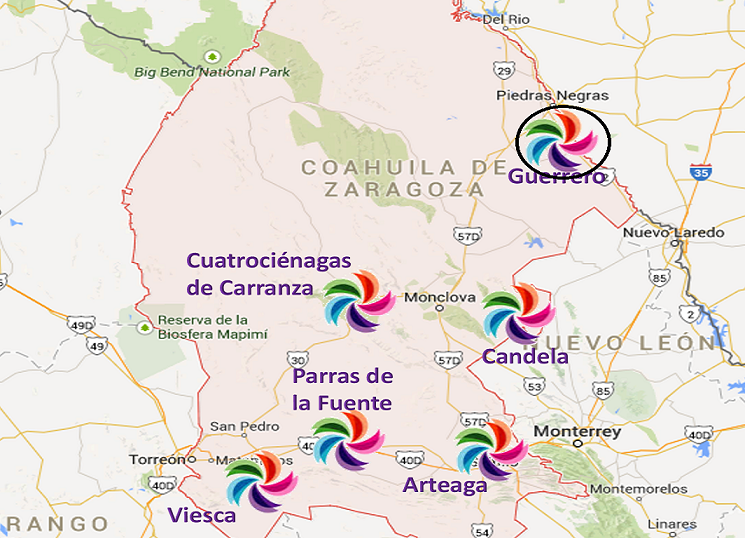 Del Rio
Big Bend National Park
29
Piedras Negras
COAHUILA DE
ZARAGOZA
Guerrero
2
35
57D
Nuevo Laredo
Cuatrociénagas
de Carranza
Monclova
2
85
49
49D
Reserva de la
Biosfera Mapimí
NUEVO LEÓN
Candela
30
57D
53
Parras de
la Fuente
San Pedro
57D
40
Monterrey
40D
Torreón
Matamoros
40D
Arteaga
85
40D
Viesca
Montemorelos
54
RANGO
Linares